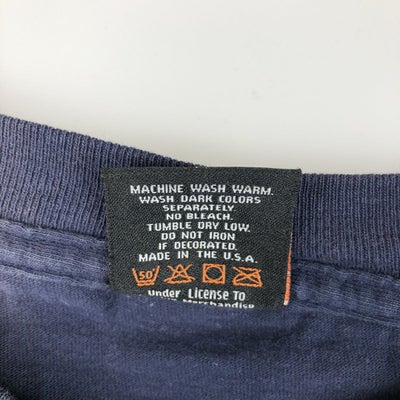 MACHINE WASH WARM.
WASH DARK COLORS
SEPARATELY.
NO BLEACH.
TUMBLE DRY LOW.
DO NOT IRON
IF DECORATED.
MADE IN THE U.S.A.
50
Under License To
Merchandise